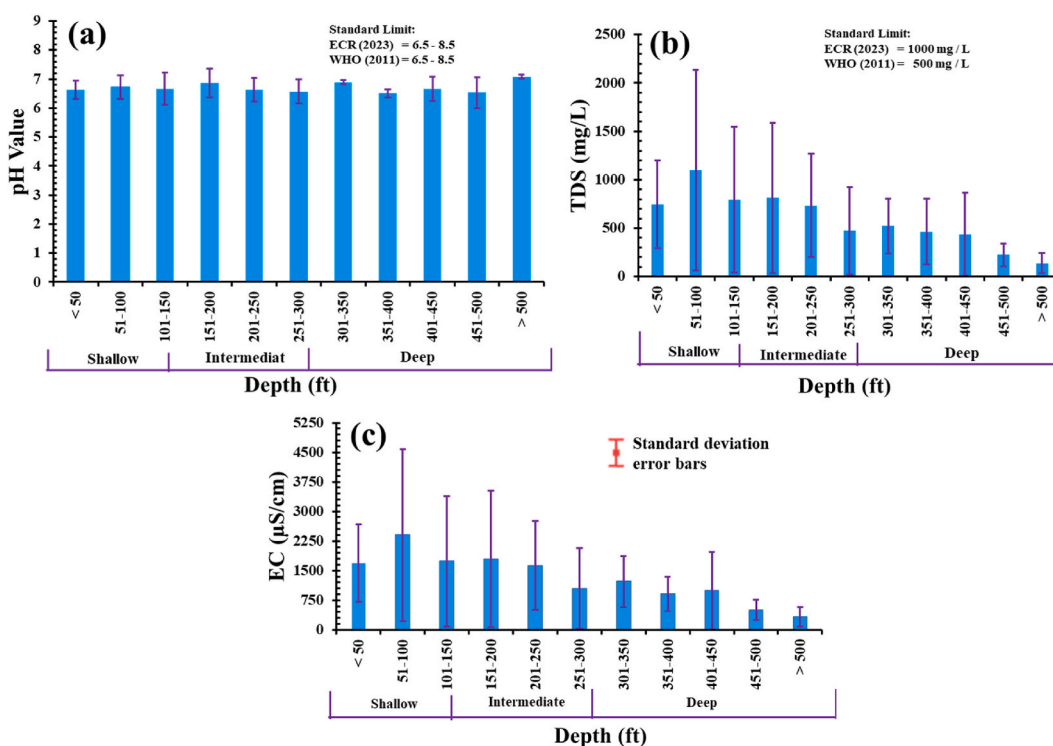 (a)
Standard Limit:
ECR (2023) = 6.5 - 8.5
WHO (2011) = 6.5 - 8.5
pH Value
9
8
7
6
5
4
3
2
1
0
< 50
51-100
101-150
151-200
201-250
251-300
301-350
351-400
401-450
451-500
> 500
Shallow
Intermediat
Deep
Depth (ft)
(b)
Standard Limit:
ECR (2023) = 1000 mg / L
WHO (2011) = 500 mg / L
TDS (mg/L)
2500
2000
1500
1000
500
0
< 50
51-100
101-150
151-200
201-250
251-300
301-350
351-400
401-450
451-500
> 500
Shallow
Intermediate
Deep
Depth (ft)
(c)
Standard deviation
error bars
EC (µS/cm)
5250
4500
3750
3000
2250
1500
750
0
< 50
51-100
101-150
151-200
201-250
251-300
301-350
351-400
401-450
451-500
> 500
Shallow
Intermediate
Deep
Depth (ft)